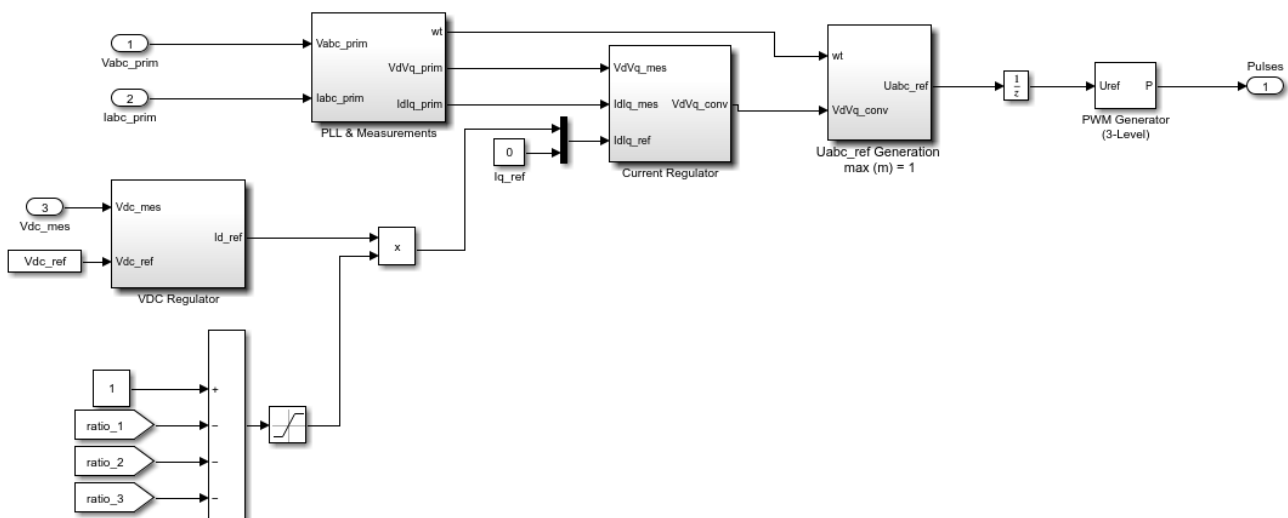 1
Vabc_prim
2
Iabc_prim
Vabc_prim
Iabc_prim
wt
VdVq_prim
IdIq_prim
PLL & Measurements
0
Iq_ref
VdVq_mes
IdIq_mes
IdIq_ref
VdVq_conv
Current Regulator
wt
VdVq_conv
Uabc_ref
Uabc_ref Generation
max (m) = 1
1
z
Uref
P
PWM Generator
(3-Level)
Pulses
1
3
Vdc_mes
Vdc_ref
Vdc_mes
Vdc_ref
Id_ref
VDC Regulator
x
1
ratio_1
ratio_2
ratio_3
+
−
−
−